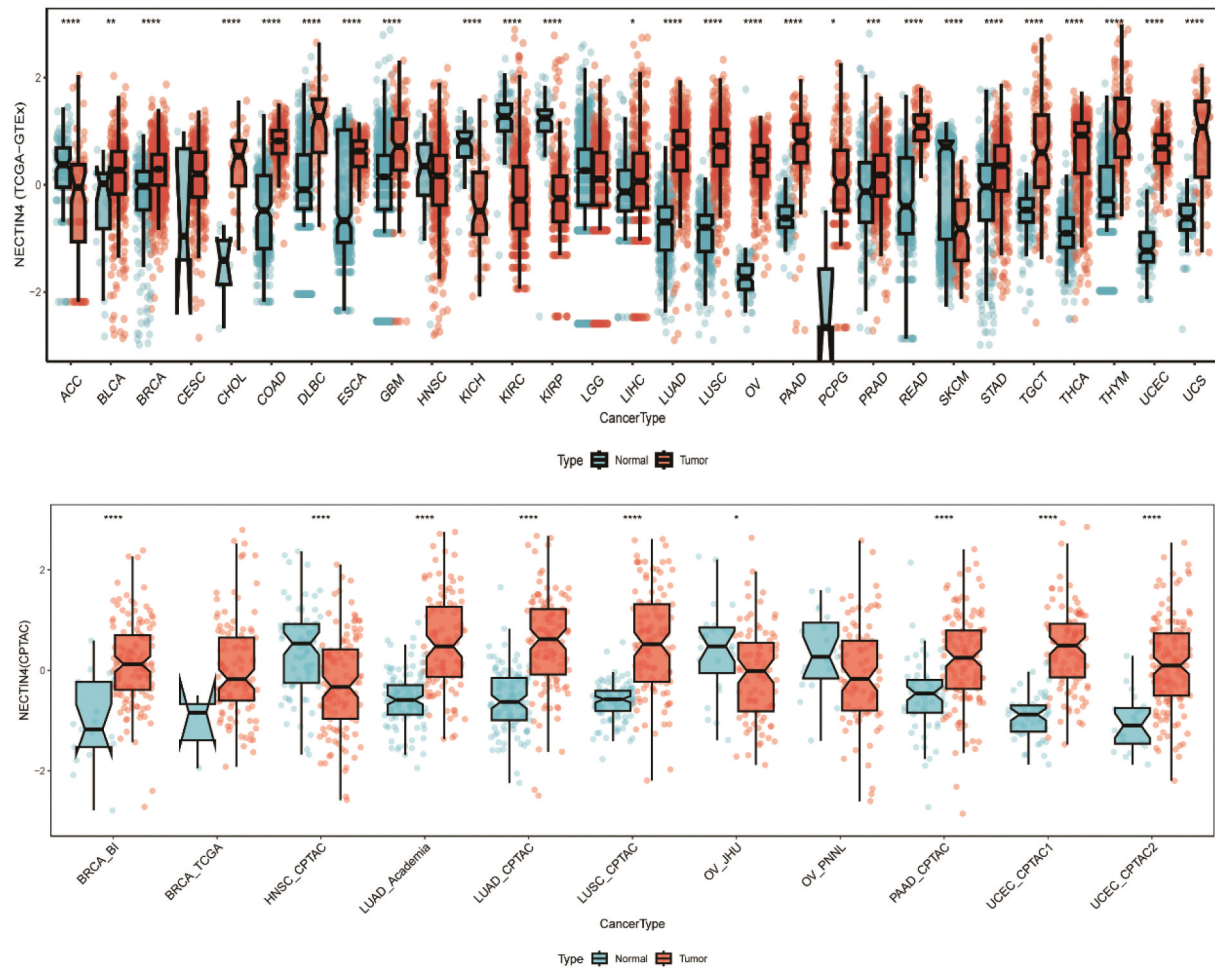 **** ** **** **** **** **** **** **** **** **** **** * **** **** **** **** * *** **** **** **** **** **** **** **** ****
NECTIN4 (TCGA-GTEx)
2
0
−2
ACC BLCA BRCA CESC CHOL COAD DLBC ESCA GBM HNSC KICH KIRC KIRP LGG LIHC LUAD LUSC OV PAAD PCPG PRAD READ SKCM STAD TGCT THCA THYM UCEC UCS
CancerType
Type Normal Tumor
**** **** **** **** **** * **** **** ****
NECTIN4(CPTAC)
2
0
−2
BRCA_BI BRCA_TCGA HNSC_CPTAC LUAD_Academia LUAD_CPTAC LUSC_CPTAC OV_JHU OV_PNNL PAAD_CPTAC UCEC_CPTAC1 UCEC_CPTAC2
CancerType
Type Normal Tumor